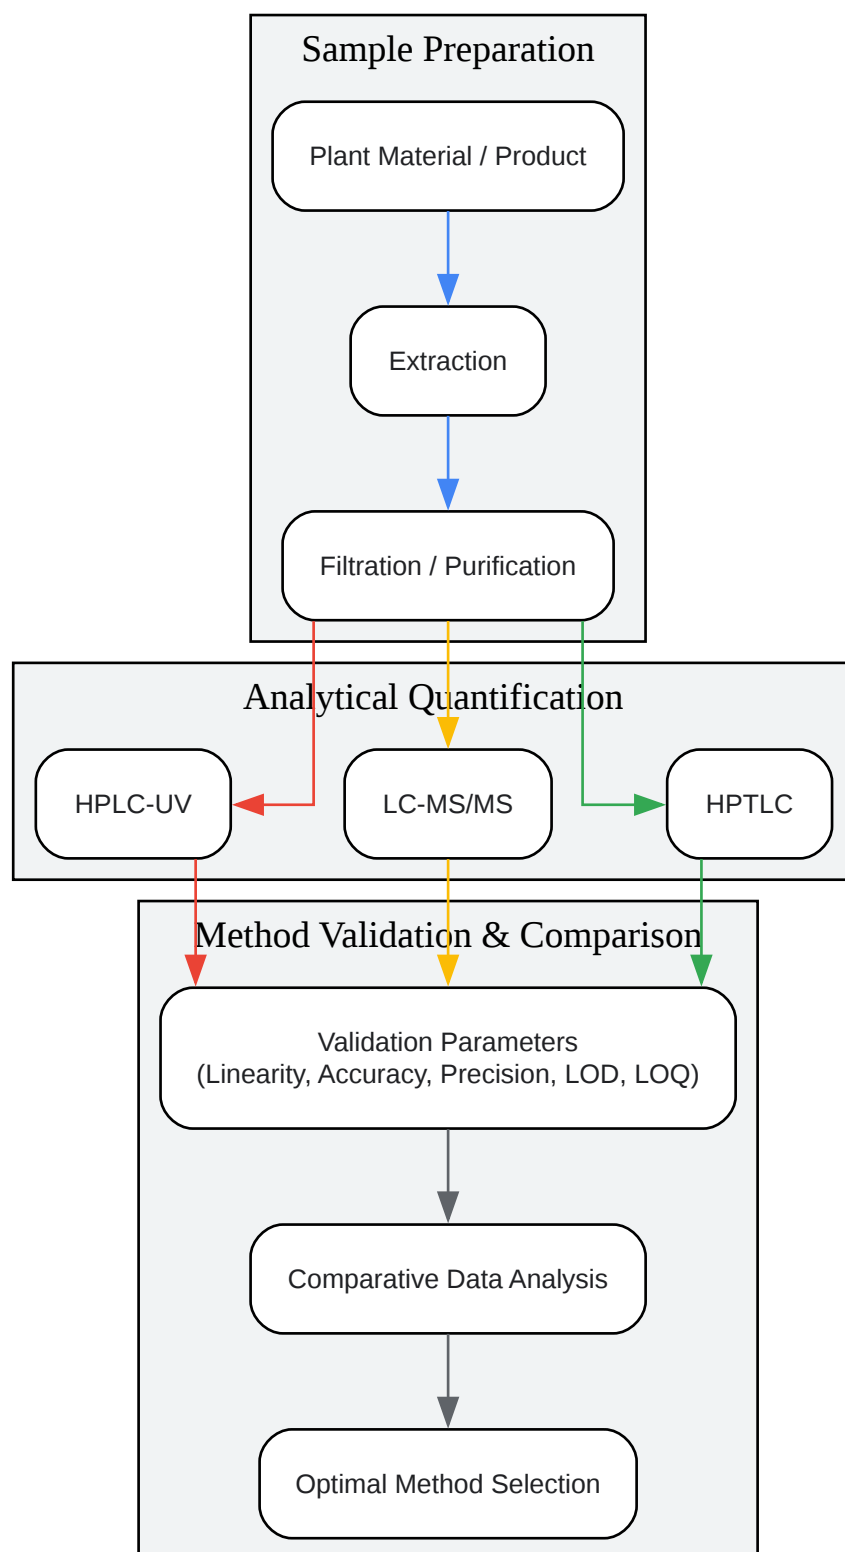 Sample Preparation
Plant Material / Product
Extraction
Filtration / Purification
Analytical Quantification
HPLC-UV
LC-MS/MS
HPTLC
Method Validation & Comparison
Validation Parameters
(Linearity, Accuracy, Precision, LOD, LOQ)
Comparative Data Analysis
Optimal Method Selection